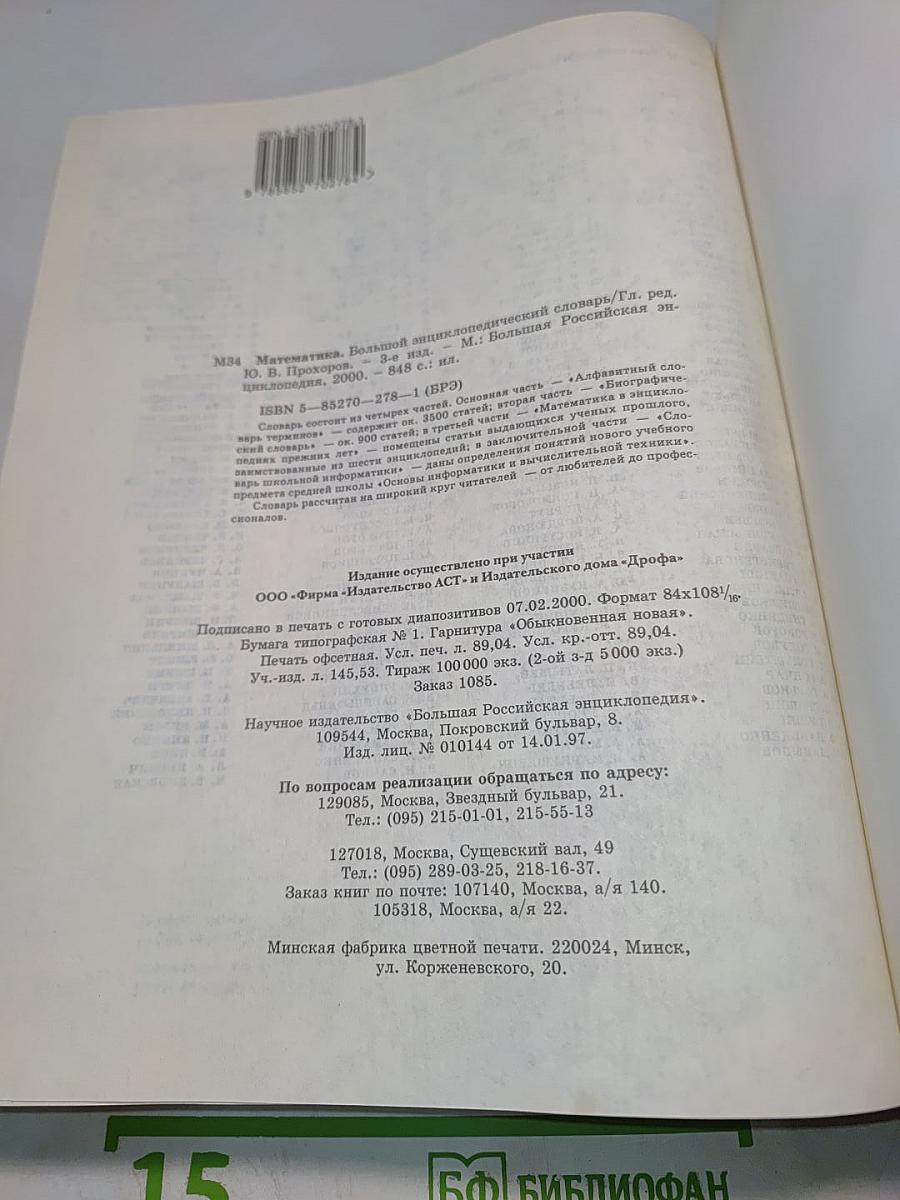 М34 Математика. Большой энциклопедический словарь/Гл. ред.
Ю. В. Прохоров. – 3-е изд. – М.: Большая Российская эн-
циклопедия, 2000. – 848 с.: ил.
ISBN 5—85270—278—1 (БРЭ)
Словарь состоит из четырех частей. Основная часть — «Алфавитный сло-
варь терминов» — содержит ок. 3500 статей; вторая часть — «Биографиче-
ский словарь» — ок. 900 статей; в третьей части — «Математика в энцикло-
педиях прежних лет» — помещены статьи выдающихся ученых прошлого,
заимствованные из шести энциклопедий; в заключительной части — «Сло-
варь школьной информатики» — даны определения понятий нового учебного
предмета средней школы «Основы информатики и вычислительной техники».
Словарь рассчитан на широкий круг читателей — от любителей до профес-
сионалов.
Издание осуществлено при участии
ООО «Фирма «Издательство АСТ» и Издательского дома «Дрофа»
Подписано в печать с готовых диапозитивов 07.02.2000. Формат 84х108¹/₁₆.
Бумага типографская № 1. Гарнитура «Обыкновенная новая».
Печать офсетная. Усл. печ. л. 89,04. Усл. кр.-отт. 89,04.
Уч.-изд. л. 145,53. Тираж 100 000 экз. (2-ой з-д 5 000 экз.)
Заказ 1085.
Научное издательство «Большая Российская энциклопедия».
109544, Москва, Покровский бульвар, 8.
Изд. лиц. № 010144 от 14.01.97.
По вопросам реализации обращаться по адресу:
129085, Москва, Звездный бульвар, 21.
Тел.: (095) 215-01-01, 215-55-13
127018, Москва, Сущевский вал, 49
Тел.: (095) 289-03-25, 218-16-37.
Заказ книг по почте: 107140, Москва, а/я 140.
105318, Москва, а/я 22.
Минская фабрика цветной печати. 220024, Минск,
ул. Корженевского, 20.
15
БФ БИБЛИОФАН